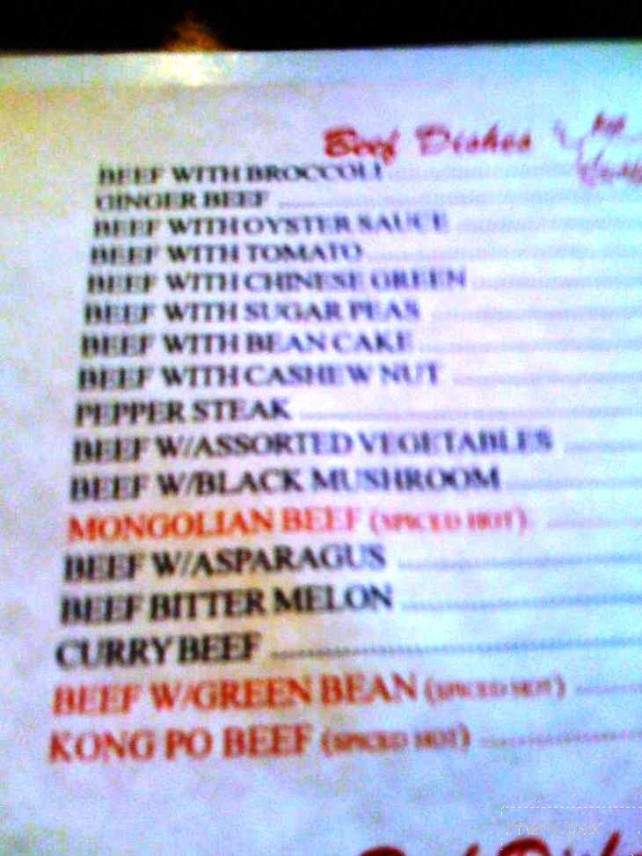 Beef Dishes
BEEF WITH BROCCOLI
GINGER BEEF
BEEF WITH OYSTER SAUCE
BEEF WITH TOMATO
BEEF WITH CHINESE GREEN
BEEF WITH SUGAR PEAS
BEEF WITH BEAN CAKE
BEEF WITH CASHEW NUT
PEPPER STEAK
BEEF W/ASSORTED VEGETABLES
BEEF W/BLACK MUSHROOM
MONGOLIAN BEEF (SPICED HOT)
BEEF W/ASPARAGUS
BEEF BITTER MELON
CURRY BEEF
BEEF W/GREEN BEAN (SPICED HOT)
KONG PO BEEF (SPICED HOT)